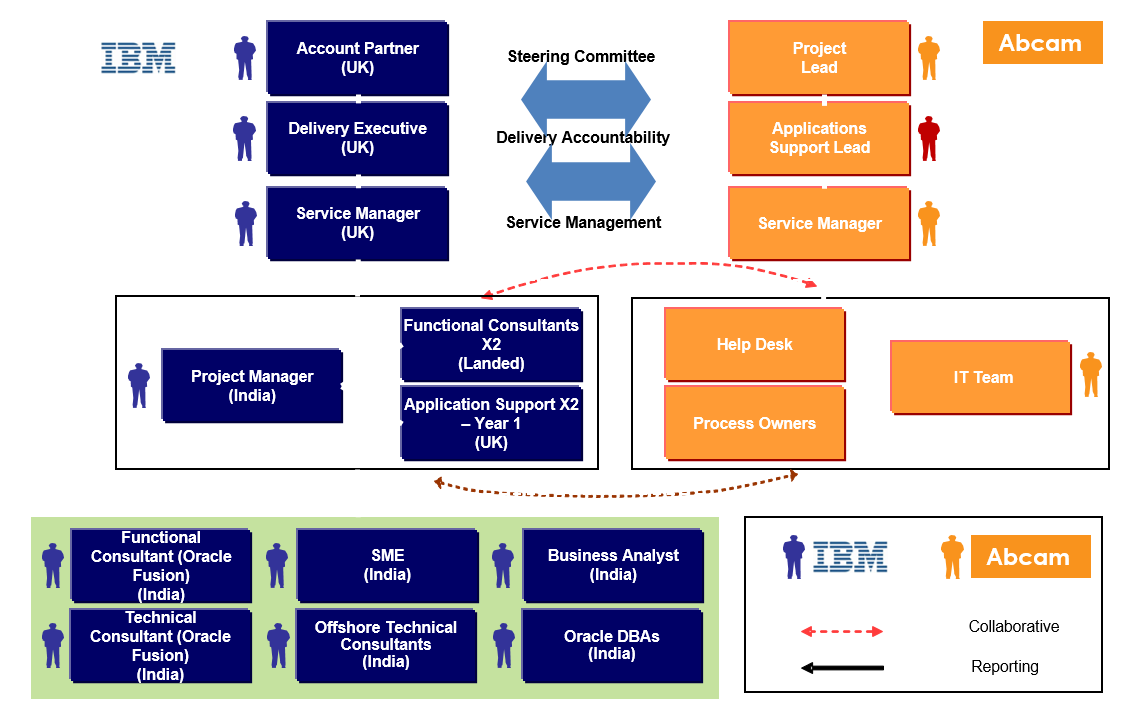 IBM
Account Partner
(UK)
Steering Committee
Project
Lead
Abcam
Delivery Executive
(UK)
Delivery Accountability
Applications
Support Lead
Service Manager
(UK)
Service Management
Service Manager
Project Manager
(India)
Functional Consultants
X2
(Landed)
Application Support X2
– Year 1
(UK)
Help Desk
Process Owners
IT Team
Functional
Consultant (Oracle
Fusion)
(India)
SME
(India)
Business Analyst
(India)
Technical
Consultant (Oracle
Fusion)
(India)
Offshore Technical
Consultants
(India)
Oracle DBAs
(India)
IBM
Abcam
Collaborative
Reporting